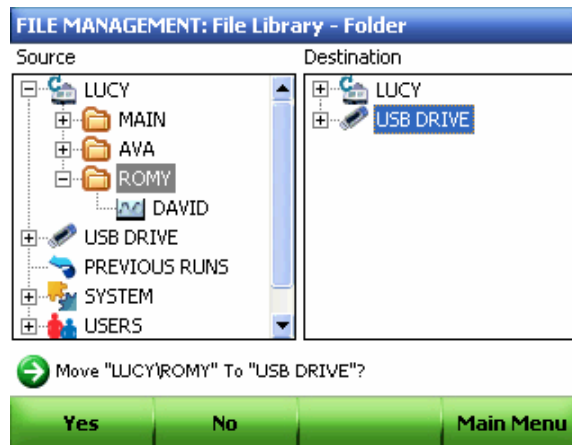 FILE MANAGEMENT: File Library - Folder
Source
Destination
LUCY
MAIN
AVA
ROMY
DAVID
USB DRIVE
PREVIOUS RUNS
SYSTEM
USERS
LUCY
USB DRIVE
Move "LUCY\ROMY" To "USB DRIVE"?
Yes No Main Menu